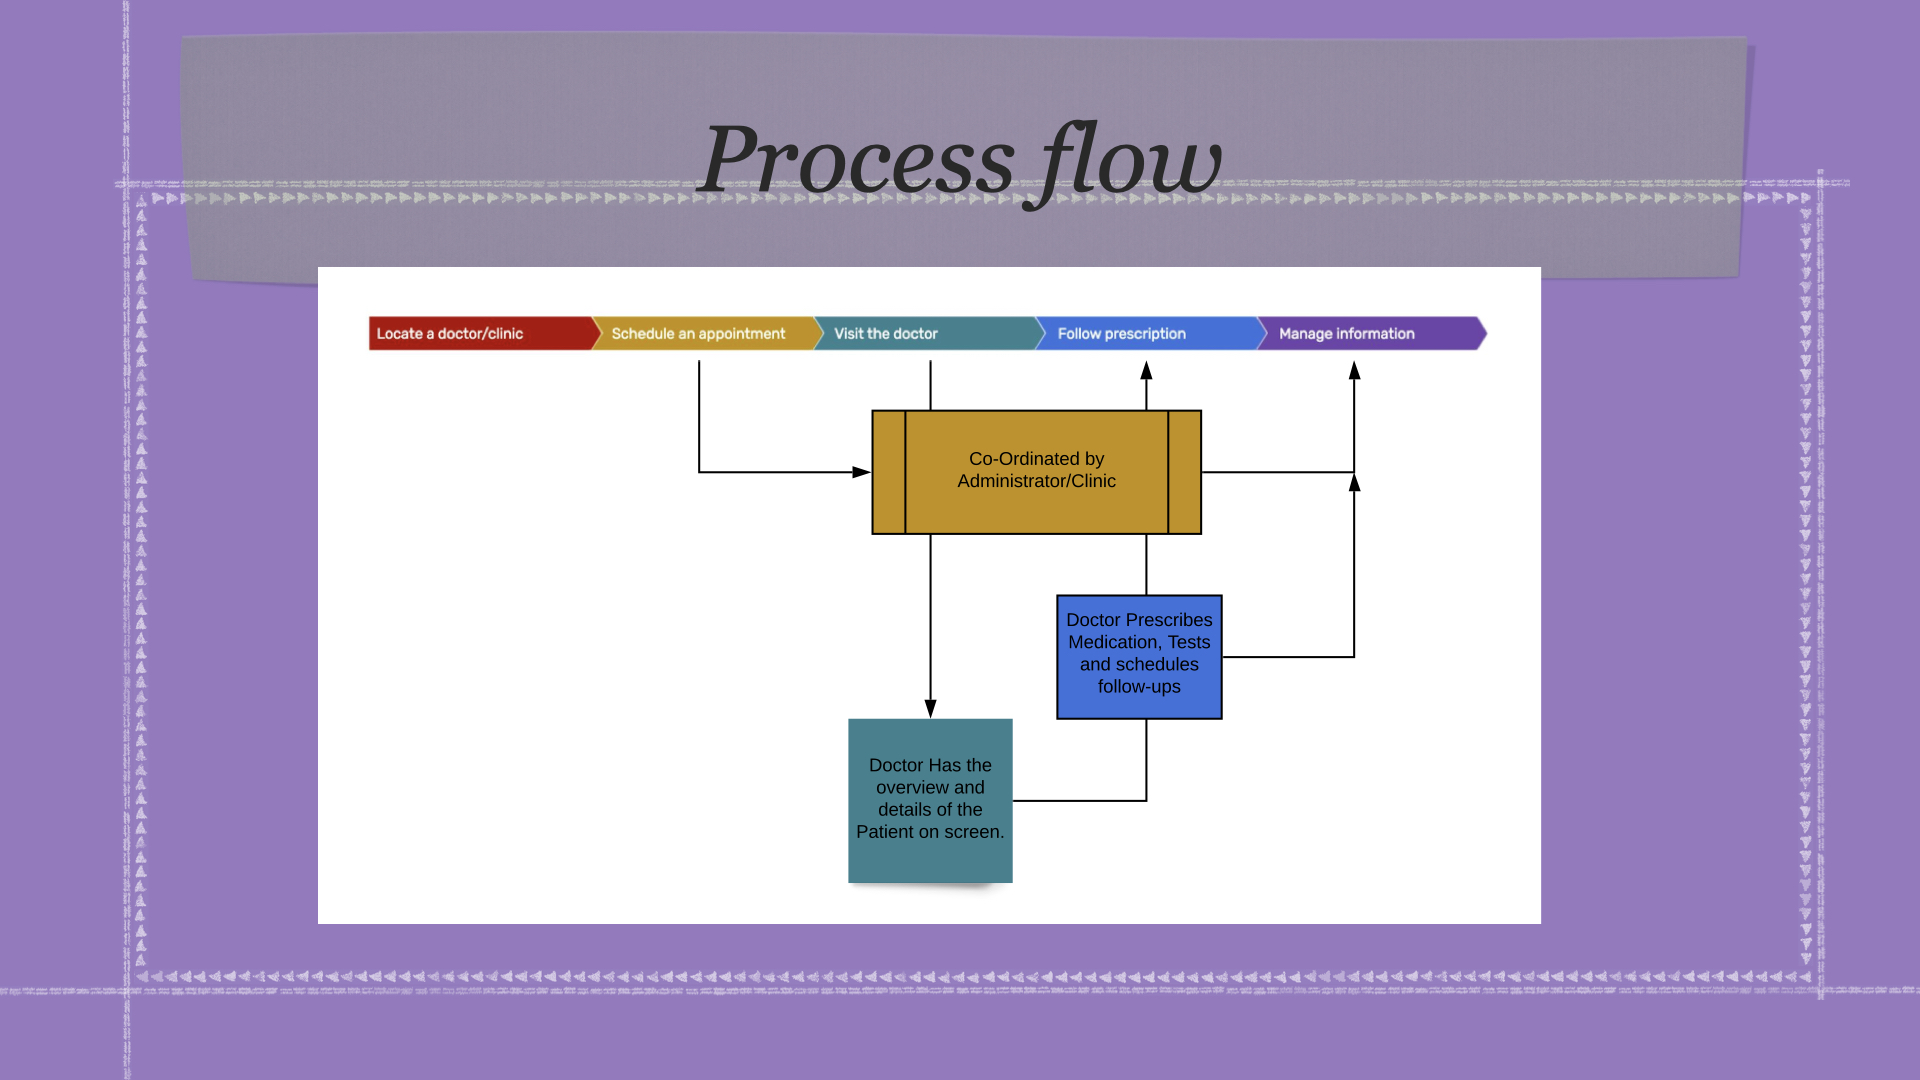 Process flow
Locate a doctor/clinic
Schedule an appointment
Visit the doctor
Follow prescription
Manage information
Co-Ordinated by
Administrator/Clinic
Doctor Prescribes
Medication, Tests
and schedules
follow-ups
Doctor Has the
overview and
details of the
Patient on screen.